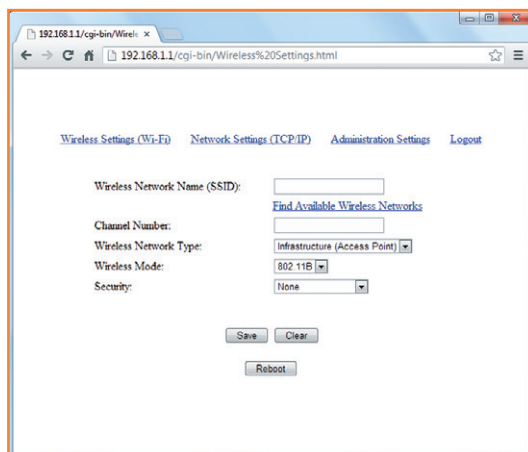 192.168.1.1/cgi-bin/Wirele
192.168.1.1/cgi-bin/Wireless%20Settings.html
Wireless Settings (Wi-Fi) Network Settings (TCP/IP) Administration Settings Logout
Wireless Network Name (SSID):
Find Available Wireless Networks
Channel Number:
Wireless Network Type: Infrastructure (Access Point)
Wireless Mode: 802.11B
Security: None
Save Clear
Reboot